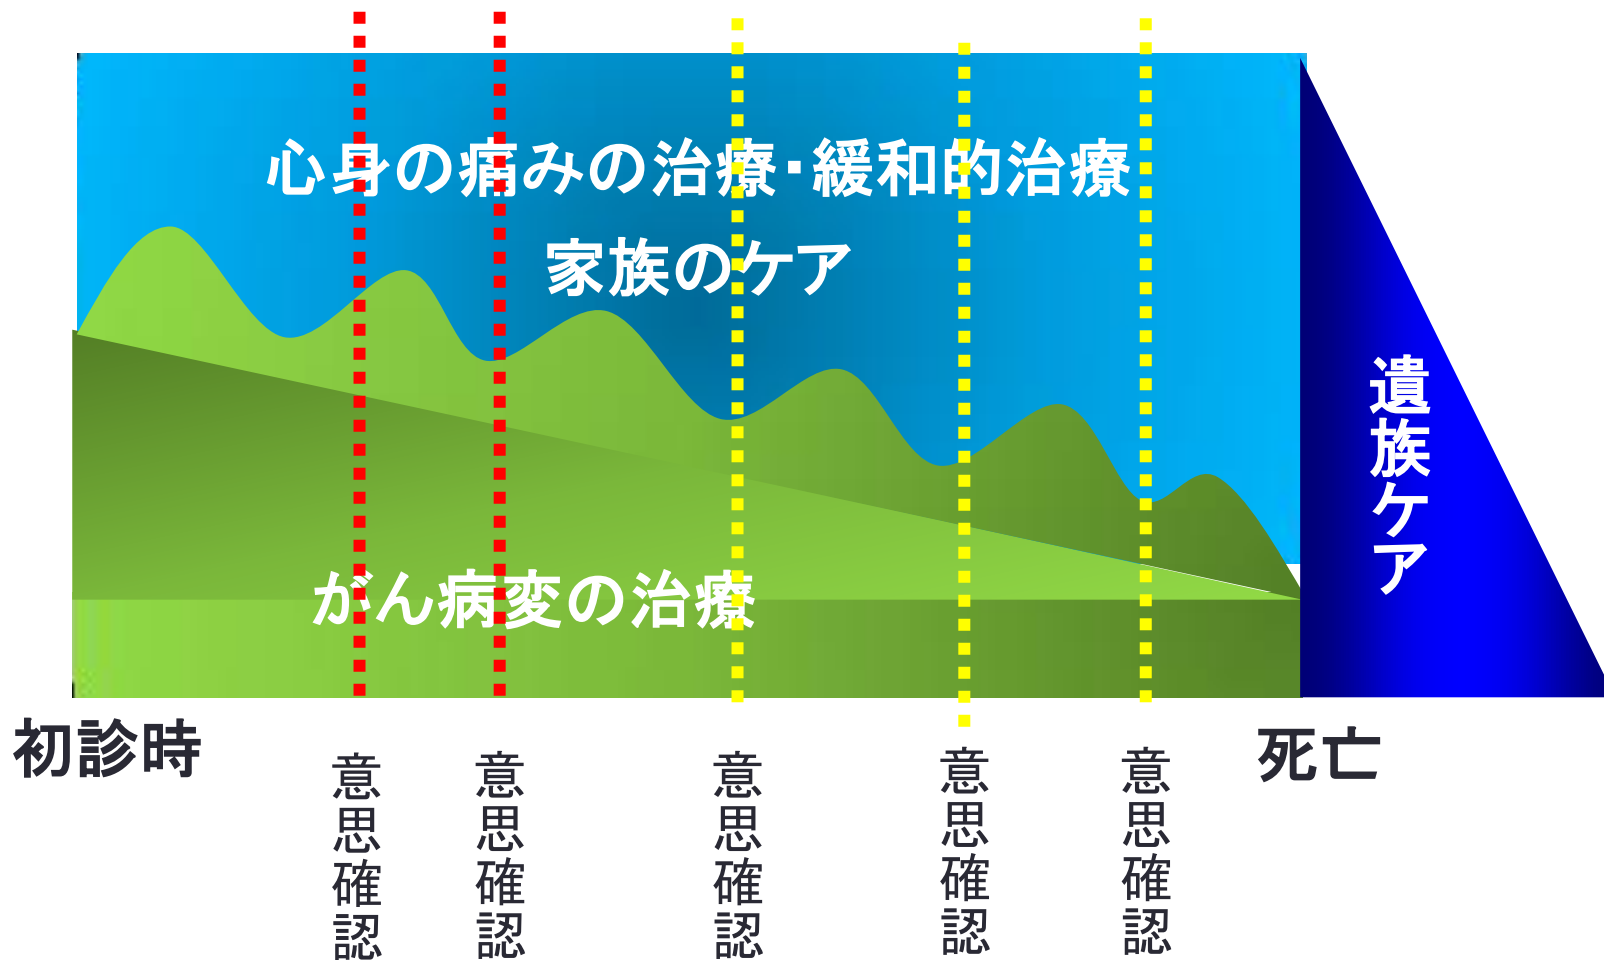 心身の痛みの治療・緩和的治療
家族のケア
遺族ケア
がん病変の治療
初診時
死亡
意思確認
意思確認
意思確認
意思確認
意思確認